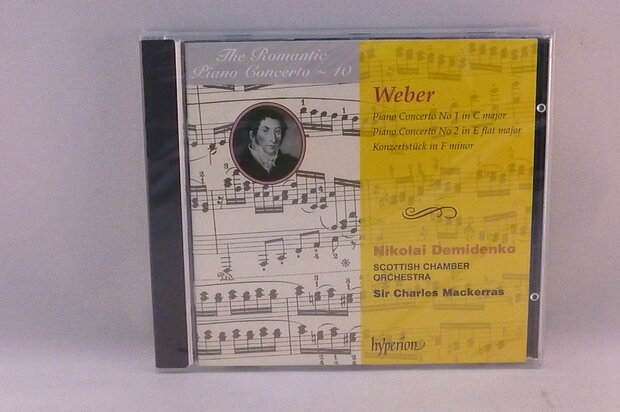 The Romantic
Piano Concerto ~ 10
Weber
Piano Concerto No 1 in C major
Piano Concerto No 2 in E flat major
Konzertstück in F minor
Nikolai Demidenko
SCOTTISH CHAMBER
ORCHESTRA
Sir Charles Mackerras
hyperion